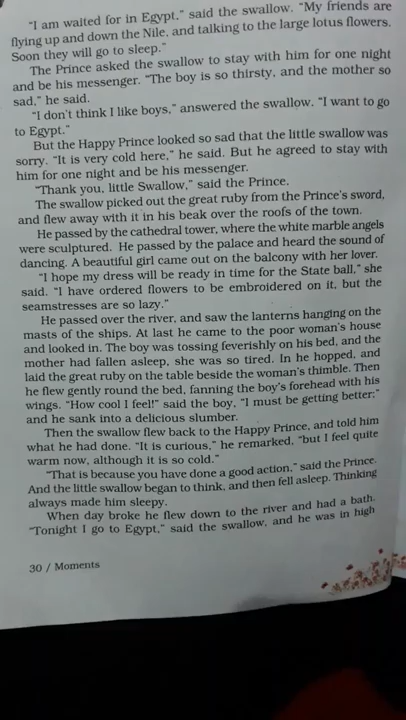 "I am waited for in Egypt," said the swallow. "My friends are
flying up and down the Nile, and talking to the large lotus flowers.
Soon they will go to sleep."
The Prince asked the swallow to stay with him for one night
and be his messenger. "The boy is so thirsty, and the mother so
sad," he said.
"I don't think I like boys," answered the swallow. "I want to go
to Egypt."
But the Happy Prince looked so sad that the little swallow was
sorry. "It is very cold here," he said. But he agreed to stay with
him for one night and be his messenger.
"Thank you, little Swallow," said the Prince.
The swallow picked out the great ruby from the Prince's sword,
and flew away with it in his beak over the roofs of the town.
He passed by the cathedral tower, where the white marble angels
were sculptured. He passed by the palace and heard the sound of
dancing. A beautiful girl came out on the balcony with her lover.
"I hope my dress will be ready in time for the State ball," she
said. "I have ordered flowers to be embroidered on it, but the
seamstresses are so lazy."
He passed over the river, and saw the lanterns hanging on the
masts of the ships. At last he came to the poor woman's house
and looked in. The boy was tossing feverishly on his bed, and the
mother had fallen asleep, she was so tired. In he hopped, and
laid the great ruby on the table beside the woman's thimble. Then
he flew gently round the bed, fanning the boy's forehead with his
wings. "How cool I feel!" said the boy, "I must be getting better;"
and he sank into a delicious slumber.
Then the swallow flew back to the Happy Prince, and told him
what he had done. "It is curious," he remarked, "but I feel quite
warm now, although it is so cold."
"That is because you have done a good action," said the Prince.
And the little swallow began to think, and then fell asleep. Thinking
always made him sleepy.
When day broke he flew down to the river and had a bath.
"Tonight I go to Egypt," said the swallow, and he was in high
30 / Moments